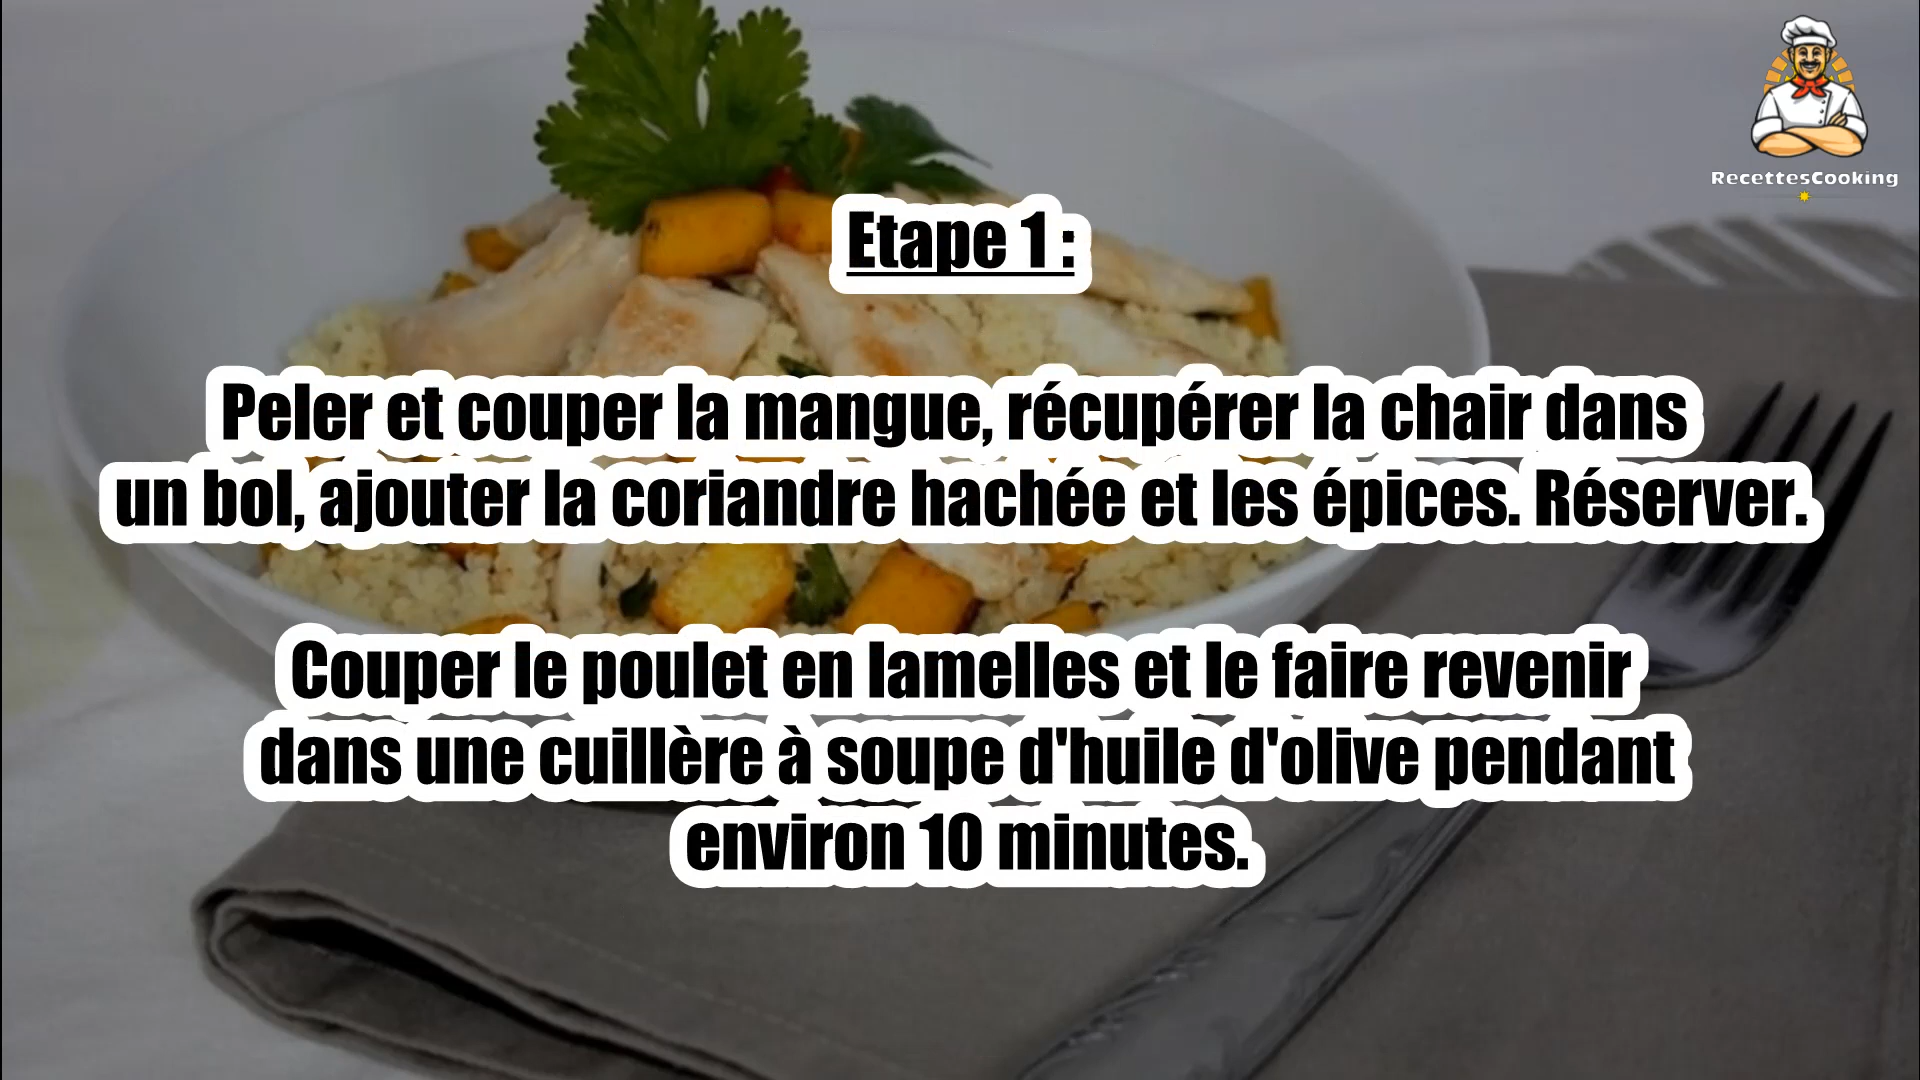 RecettesCooking
Etape 1 :
Peler et couper la mangue, récupérer la chair dans
un bol, ajouter la coriandre hachée et les épices. Réserver.
Couper le poulet en lamelles et le faire revenir
dans une cuillère à soupe d'huile d'olive pendant
environ 10 minutes.